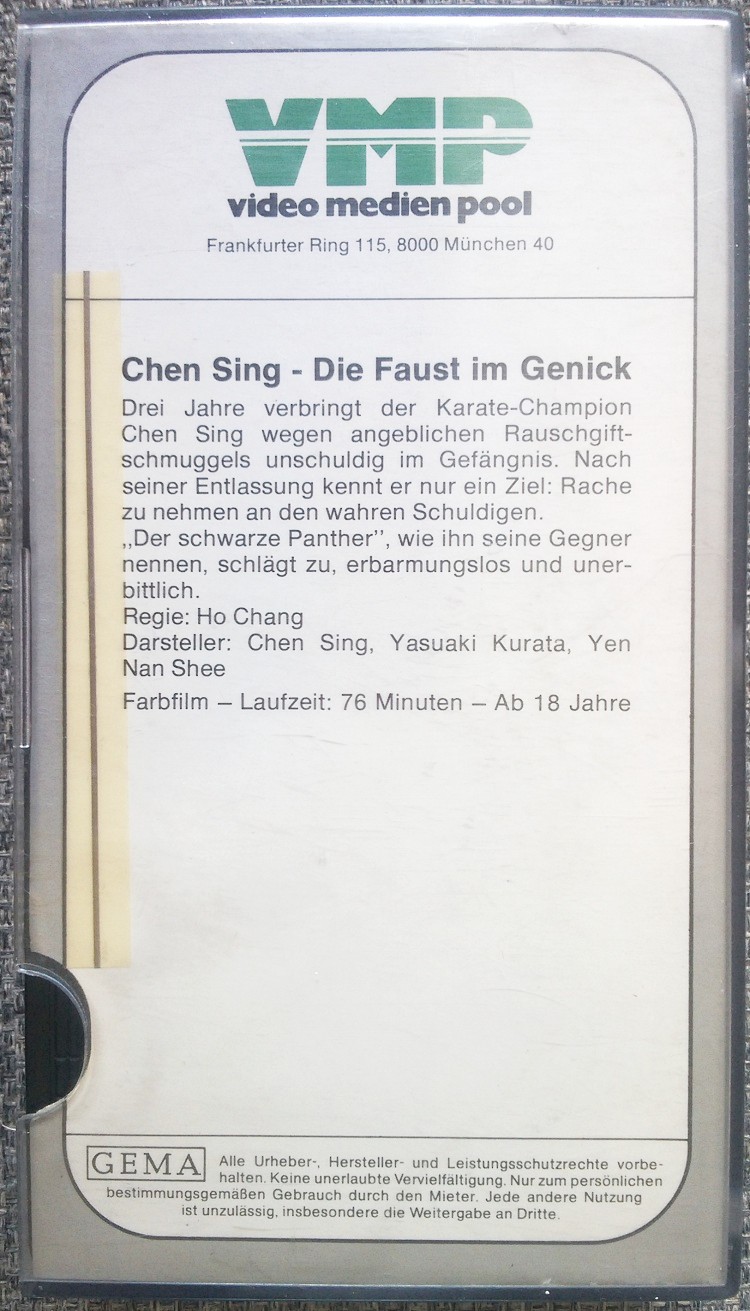 VMP
video medien pool
Frankfurter Ring 115, 8000 München 40
Chen Sing - Die Faust im Genick
Drei Jahre verbringt der Karate-Champion
Chen Sing wegen angeblichen Rauschgift-
schmuggels unschuldig im Gefängnis. Nach
seiner Entlassung kennt er nur ein Ziel: Rache
zu nehmen an den wahren Schuldigen.
„Der schwarze Panther”, wie ihn seine Gegner
nennen, schlägt zu, erbarmungslos und uner-
bittlich.
Regie: Ho Chang
Darsteller: Chen Sing, Yasuaki Kurata, Yen
Nan Shee
Farbfilm – Laufzeit: 76 Minuten – Ab 18 Jahre
GEMA
Alle Urheber-, Hersteller- und Leistungsschutzrechte vorbe-
halten. Keine unerlaubte Vervielfältigung. Nur zum persönlichen
bestimmungsgemäßen Gebrauch durch den Mieter. Jede andere Nutzung
ist unzulässig, insbesondere die Weitergabe an Dritte.